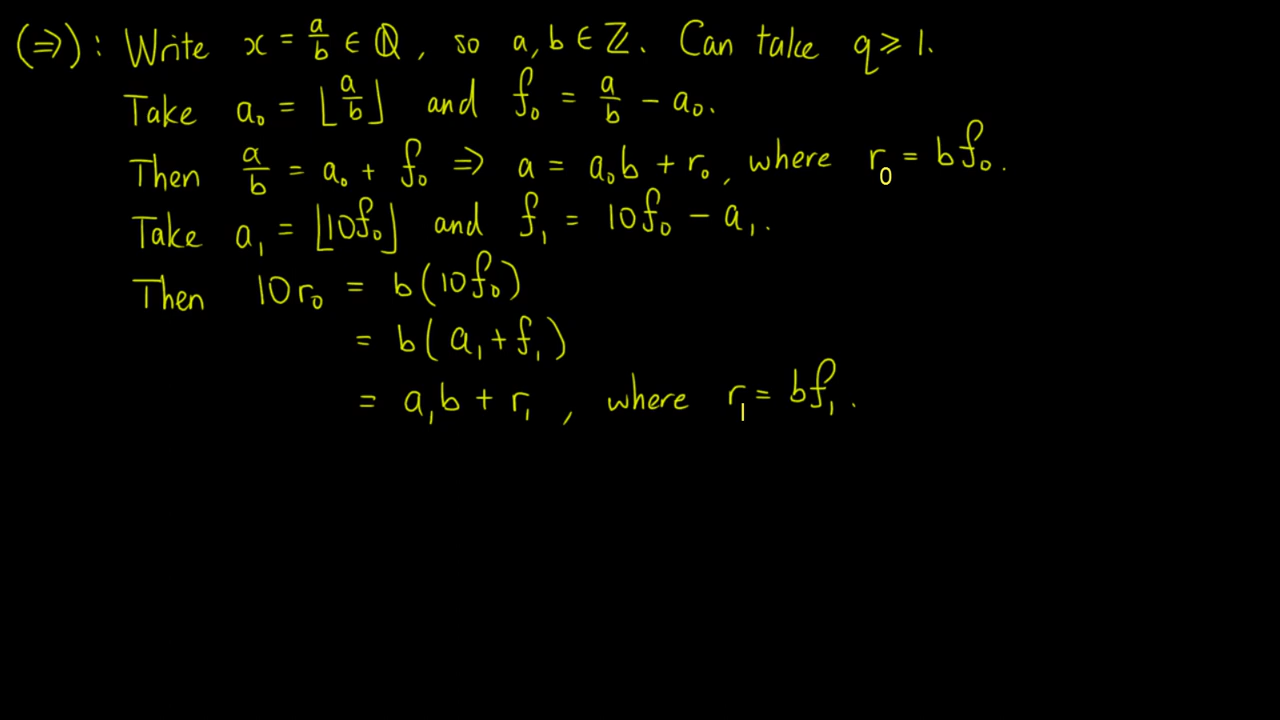 (⇒): Write x = a/b ∈ ℚ, so a, b ∈ ℤ. Can take q ⩾ 1.
Take a₀ = ⌊a/b⌋ and f₀ = a/b − a₀.
Then a/b = a₀ + f₀ ⇒ a = a₀b + r₀, where r₀ = bf₀.
Take a₁ = ⌊10f₀⌋ and f₁ = 10f₀ − a₁.
Then 10r₀ = b(10f₀)
= b(a₁ + f₁)
= a₁b + r₁, where r₁ = bf₁.